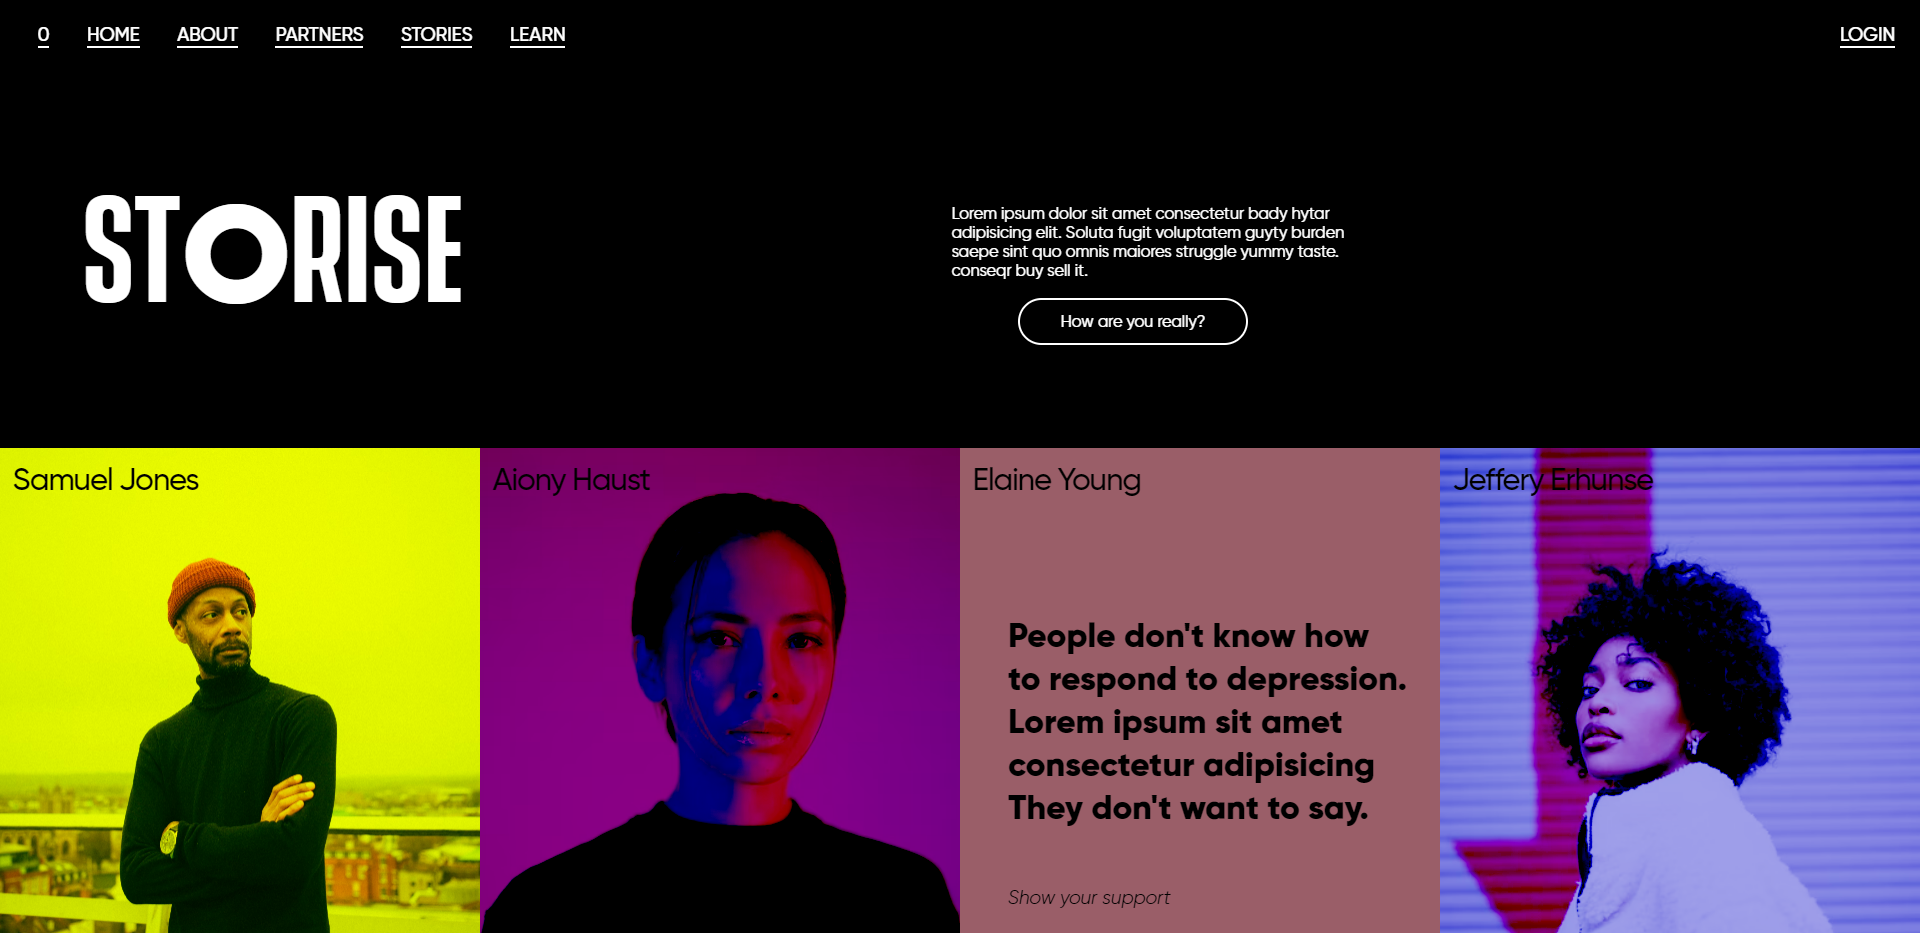 0 HOME ABOUT PARTNERS STORIES LEARN LOGIN
STORISE
Lorem ipsum dolor sit amet consectetur bady hytar
adipisicing elit. Soluta fugit voluptatem guyty burden
saepe sint quo omnis maiores struggle yummy taste.
conseqr buy sell it.
How are you really?
Samuel Jones
Aiony Haust
Elaine Young
People don't know how
to respond to depression.
Lorem ipsum sit amet
consectetur adipisicing
They don't want to say.
Show your support
Jeffery Erhunse